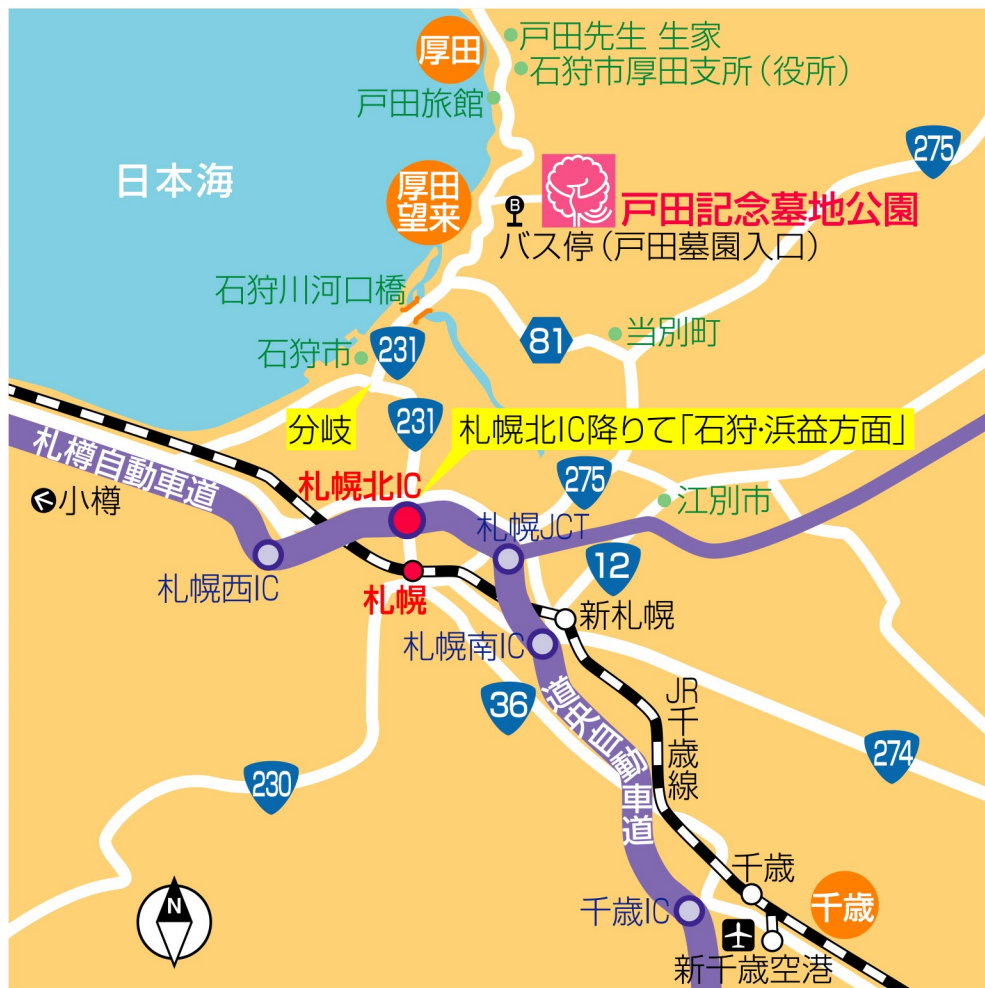 厚田
戸田先生 生家
石狩市厚田支所（役所）
戸田旅館
275
日本海
厚田
望来
戸田記念墓地公園
B
バス停（戸田墓園入口）
石狩川河口橋
石狩市
231
81
当別町
分岐
231
札幌北IC降りて「石狩・浜益方面」
札樽自動車道
小樽
札幌北IC
275
江別市
札幌JCT
札幌西IC
札幌
12
新札幌
札幌南IC
36
道央自動車道
JR千歳線
274
230
N
千歳
千歳
千歳IC
新千歳空港